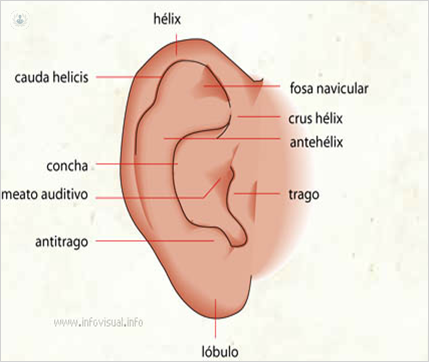 hélix
cauda helicis
fosa navicular
crus hélix
antehélix
concha
meato auditivo
trago
antitrago
www.infovisual.info
lóbulo